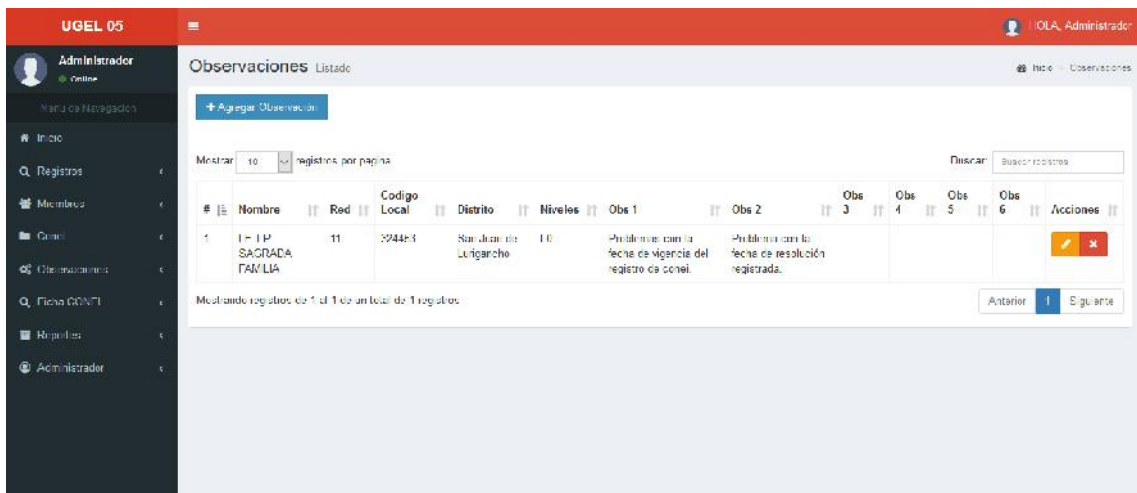 UGEL 05
HOLA, Administrador
Administrador
Online
Menu de Navegacion
Inicio
Registros
Miembros
Conei
Observaciones
Ficha CONEI
Reportes
Administrador
Observaciones Listado
Inicio Observaciones
Agregar Observación
Mostrar 10 registros por pagina
Buscar: Buscar registros
# Nombre Red Codigo Local Distrito Niveles Obs 1 Obs 2 Obs 3 Obs 4 Obs 5 Obs 6 Acciones
1 SAGRADA FAMILIA 11 San Juan de Lurigancho Problemas con la fecha de vigencia del registro de conei. Problema con la fecha de resolución registrada.
Mostrando registros de 1 al 1 de un total de 1 registros
Anterior 1 Siguiente